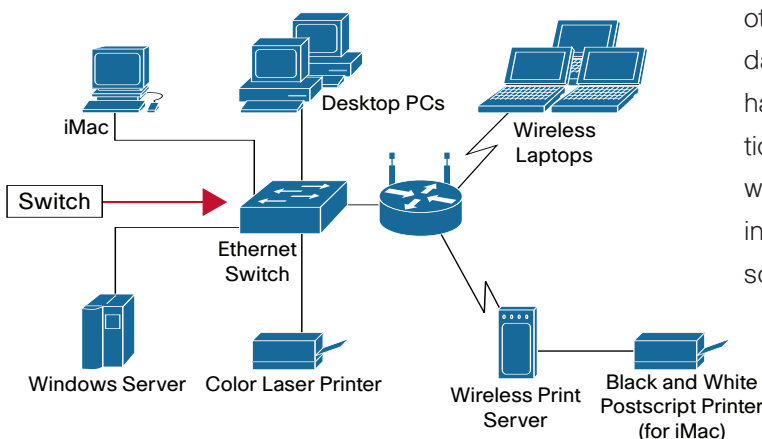 iMac
Desktop PCs
Wireless
Laptops
Switch
Ethernet
Switch
Windows Server
Color Laser Printer
Wireless Print
Server
Black and White
Postscript Printer
(for iMac)